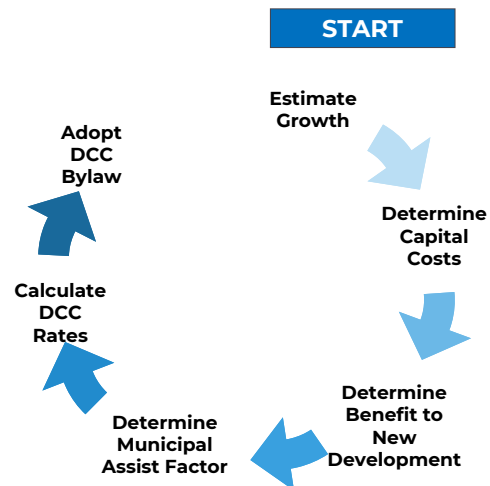 START
Estimate
Growth
Determine
Capital
Costs
Determine
Benefit to
New
Development
Determine
Municipal
Assist Factor
Calculate
DCC
Rates
Adopt
DCC
Bylaw